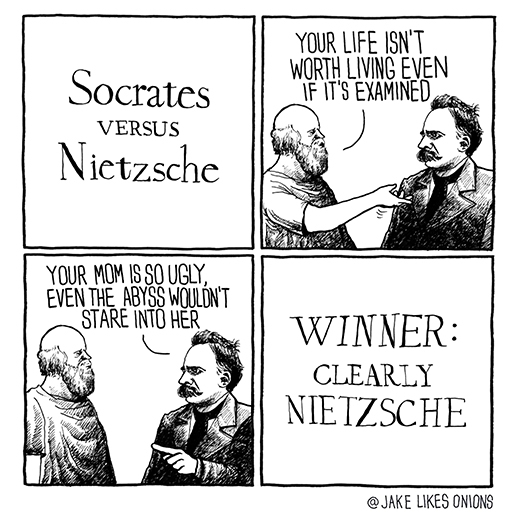 Socrates
VERSUS
Nietzsche
YOUR LIFE ISN'T
WORTH LIVING EVEN
IF IT'S EXAMINED
YOUR MOM IS SO UGLY,
EVEN THE ABYSS WOULDN'T
STARE INTO HER
WINNER:
CLEARLY
NIETZSCHE
@JAKE LIKES ONIONS